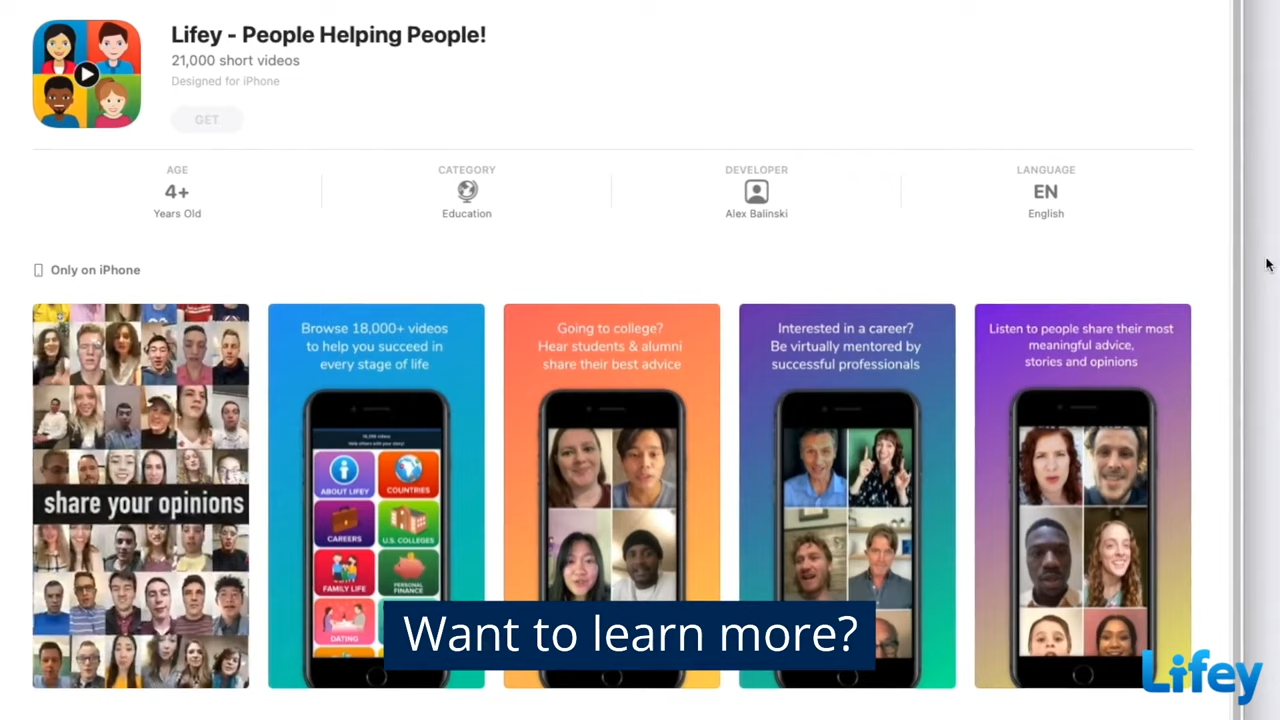 Lifey - People Helping People!
21,000 short videos
Designed for iPhone
GET
AGE
4+
Years Old
CATEGORY
Education
DEVELOPER
Alex Balinski
LANGUAGE
EN
English
Only on iPhone
share your opinions
Browse 18,000+ videos
to help you succeed in
every stage of life
ABOUT LIFEY
COUNTRIES
CAREERS
U.S. COLLEGES
FAMILY LIFE
PERSONAL
FINANCE
DATING
Going to college?
Hear students & alumni
share their best advice
Interested in a career?
Be virtually mentored by
successful professionals
Listen to people share their most
meaningful advice,
stories and opinions
Want to learn more?
Lifey